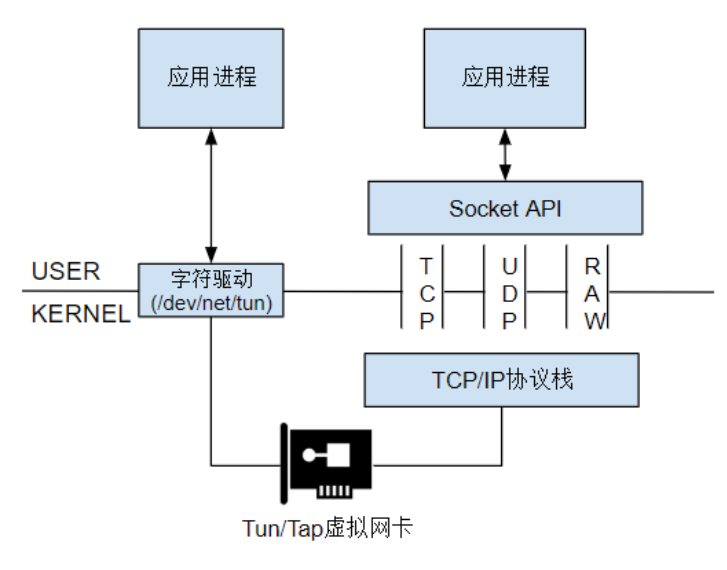 应用进程
应用进程
Socket API
USER
KERNEL
字符驱动
(/dev/net/tun)
TCP
UDP
RAW
TCP/IP协议栈
Tun/Tap虚拟网卡